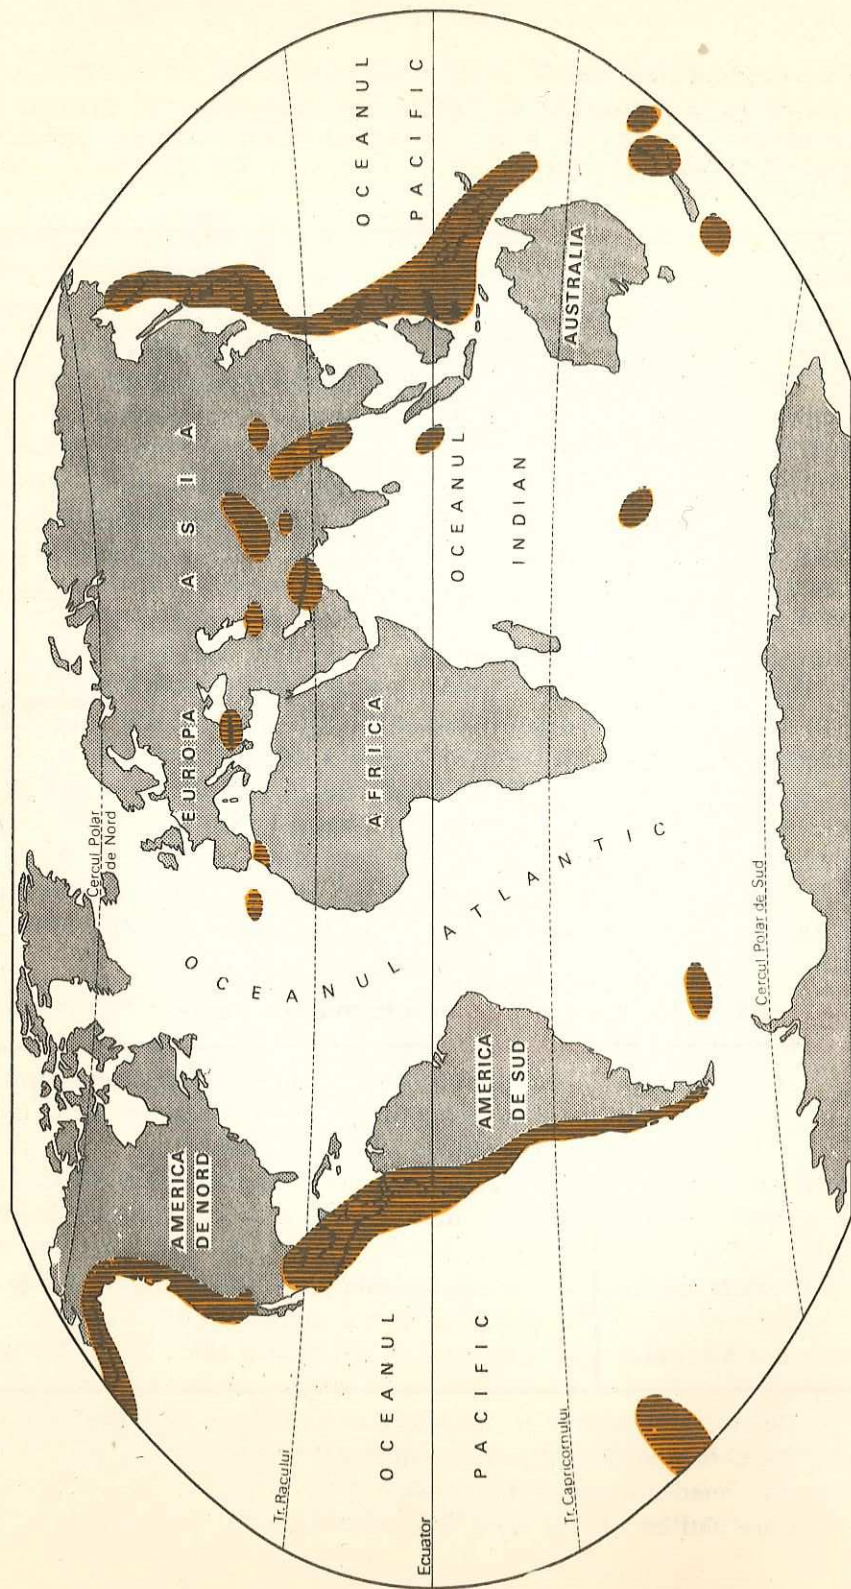 Cercul Polar
de Nord
AMERICA
DE NORD
EUROPA
ASIA
OCEANUL
PACIFIC
Tr. Racului
OCEANUL
ATLANTIC
AFRICA
OCEANUL
PACIFIC
Ecuator
AMERICA
DE SUD
OCEANUL
INDIAN
AUSTRALIA
Tr. Capricornului
Cercul Polar de Sud